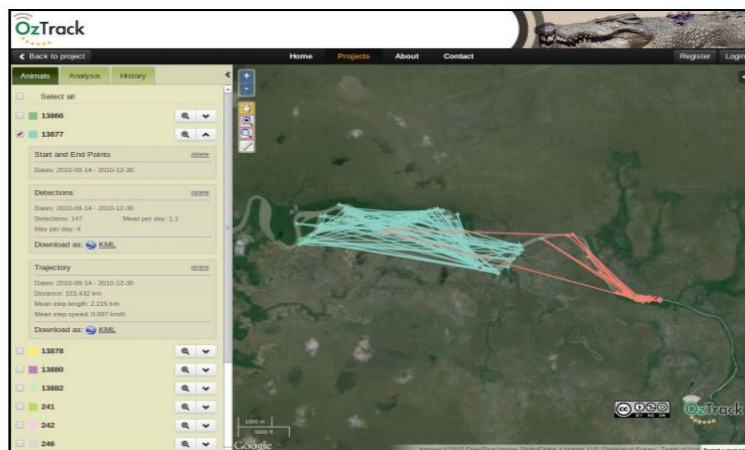 OzTrack
Back to project
Home Projects About Contact
Register Login
Animals Analysis History
Select all
13866
13877
Start and End Points delete
Dates: 2010-08-14 - 2010-12-30
Detections delete
Dates: 2010-08-14 - 2010-12-30
Detections: 147 Mean per day: 1.1
Max per day: 4
Download as: KML
Trajectory delete
Dates: 2010-08-14 - 2010-12-30
Distance: 323.432 km
Mean step length: 2.215 km
Mean step speed: 0.097 km/h
Download as: KML
13878
13880
13882
241
242
246
OzTrack
Google